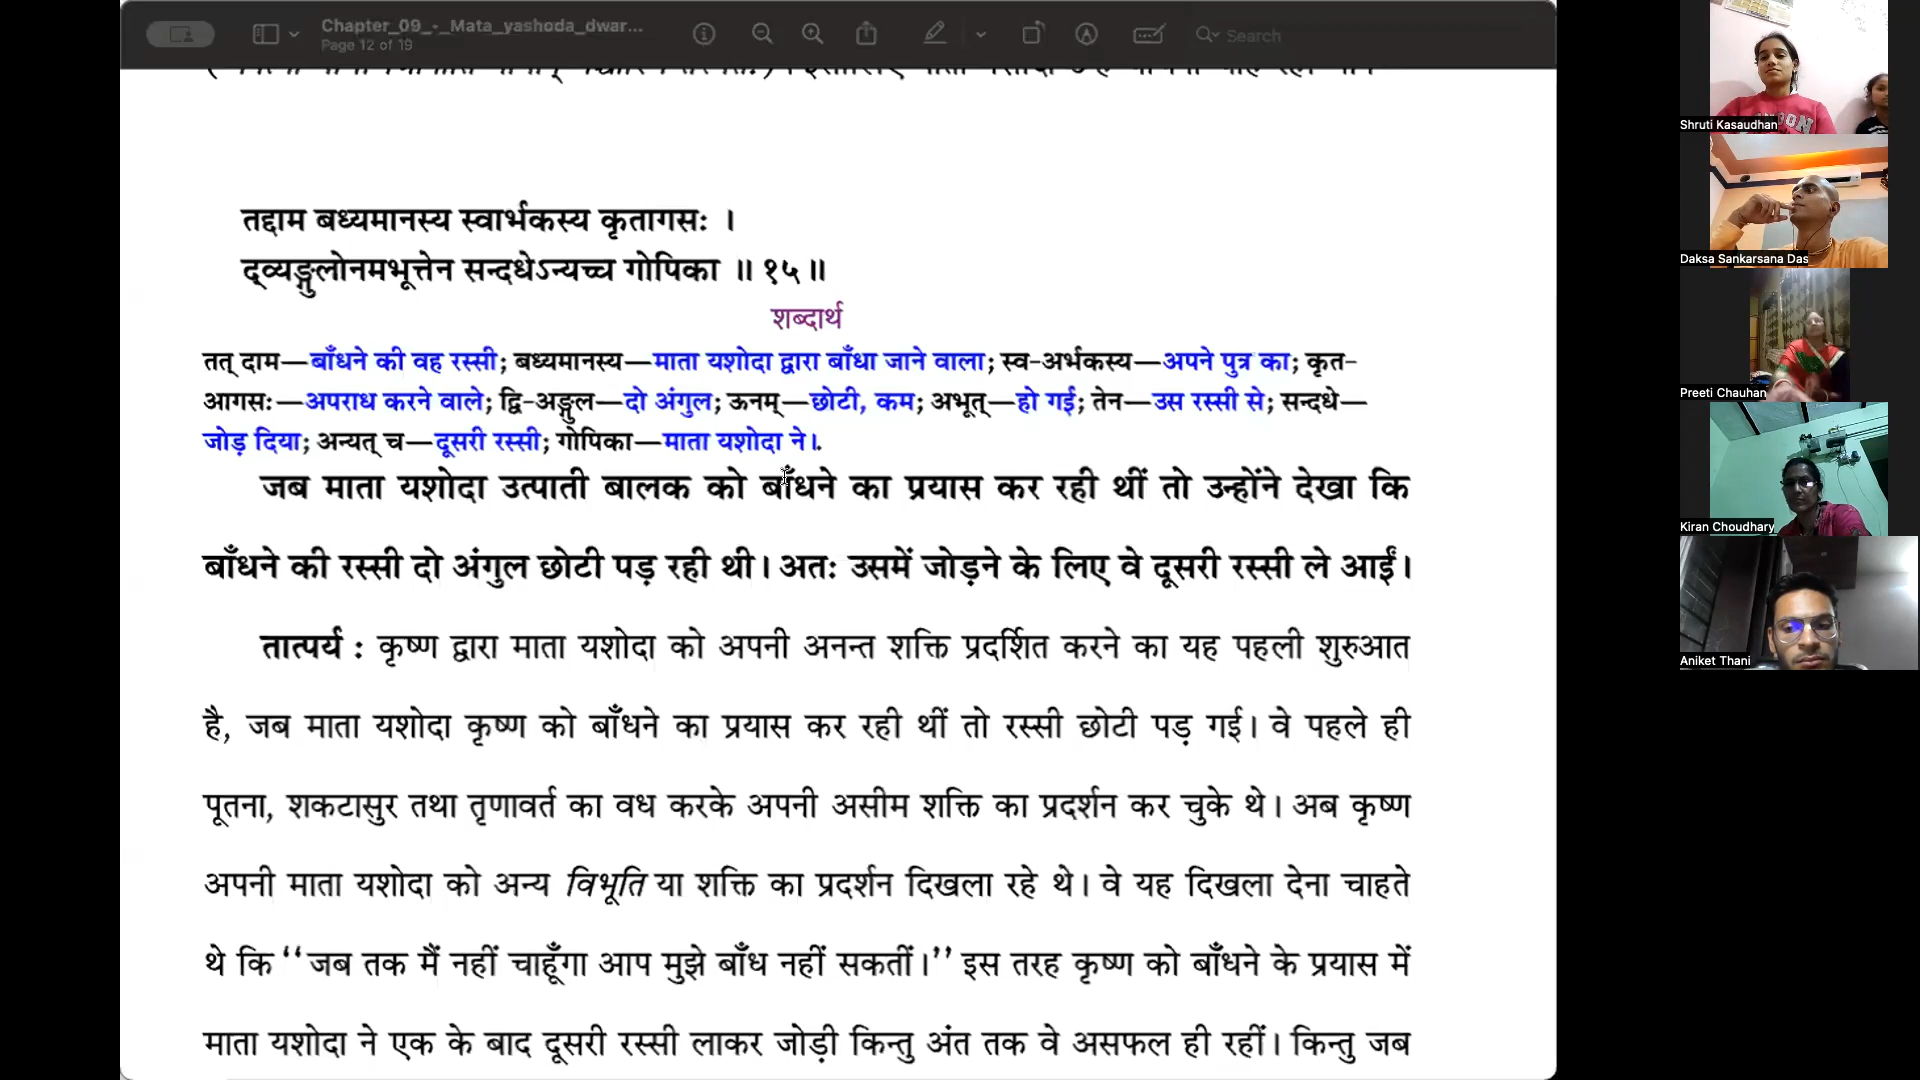 Chapter_09_-_Mata_yashoda_dwar...
Page 12 of 19
Search
तद्दाम बध्यमानस्य स्वार्भकस्य कृतागसः ।
द्व्यङ्गुलोनमभूत्तेन सन्दधेऽन्यच्च गोपिका ॥ १५॥
शब्दार्थ
तत् दाम—बाँधने की वह रस्सी; बध्यमानस्य—माता यशोदा द्वारा बाँधा जाने वाला; स्व-अर्भकस्य—अपने पुत्र का; कृत-
आगसः—अपराध करने वाले; द्वि-अङ्गुल—दो अंगुल; ऊनम्—छोटी, कम; अभूत्—हो गई; तेन—उस रस्सी से; सन्दधे—
जोड़ दिया; अन्यत् च—दूसरी रस्सी; गोपिका—माता यशोदा ने।.
जब माता यशोदा उत्पाती बालक को बाँधने का प्रयास कर रही थीं तो उन्होंने देखा कि
बाँधने की रस्सी दो अंगुल छोटी पड़ रही थी। अतः उसमें जोड़ने के लिए वे दूसरी रस्सी ले आईं।
तात्पर्य : कृष्ण द्वारा माता यशोदा को अपनी अनन्त शक्ति प्रदर्शित करने का यह पहली शुरुआत
है, जब माता यशोदा कृष्ण को बाँधने का प्रयास कर रही थीं तो रस्सी छोटी पड़ गई। वे पहले ही
पूतना, शकटासुर तथा तृणावर्त का वध करके अपनी असीम शक्ति का प्रदर्शन कर चुके थे। अब कृष्ण
अपनी माता यशोदा को अन्य विभूति या शक्ति का प्रदर्शन दिखला रहे थे। वे यह दिखला देना चाहते
थे कि ‘‘जब तक मैं नहीं चाहूँगा आप मुझे बाँध नहीं सकतीं।’’ इस तरह कृष्ण को बाँधने के प्रयास में
माता यशोदा ने एक के बाद दूसरी रस्सी लाकर जोड़ी किन्तु अंत तक वे असफल ही रहीं। किन्तु जब
Shruti Kasaudhan
Daksa Sankarsana Das
Preeti Chauhan
Kiran Choudhary
Aniket Thani